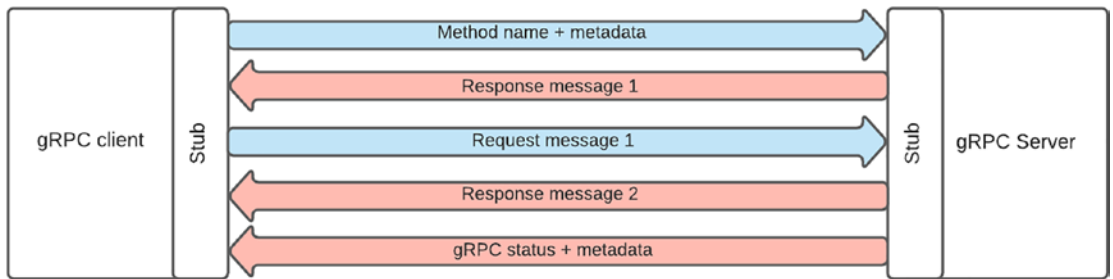 Method name + metadata
Response message 1
gRPC client
Stub
Request message 1
Stub
gRPC Server
Response message 2
gRPC status + metadata